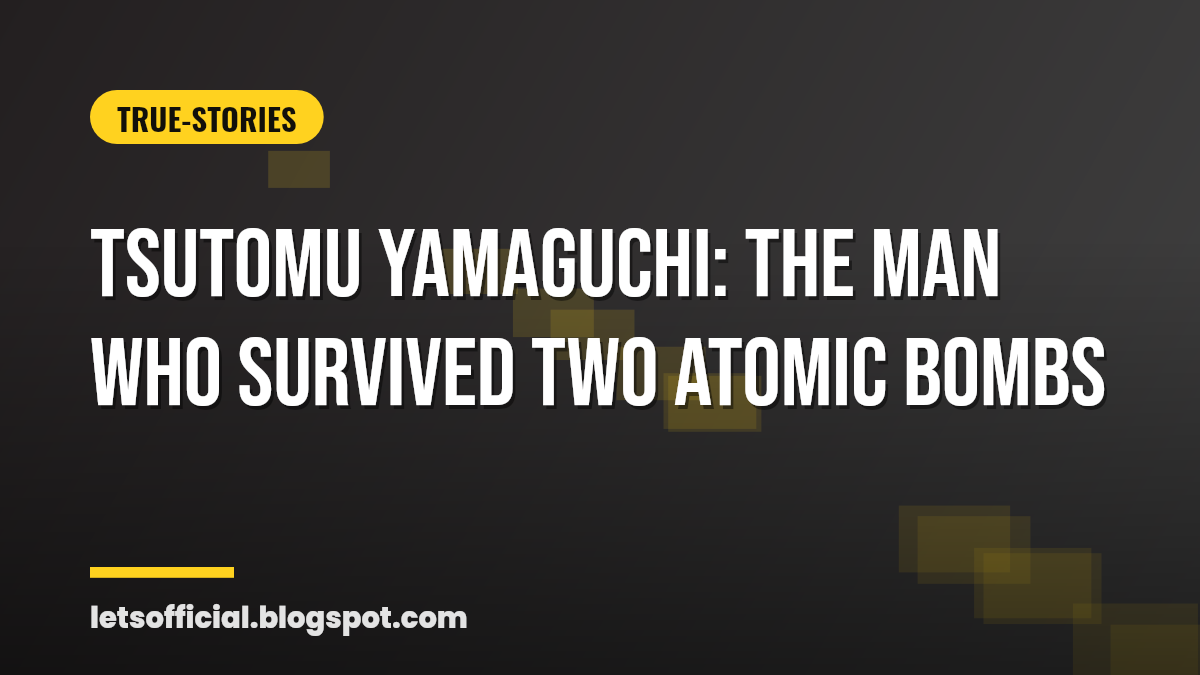 TRUE-STORIES
TSUTOMU YAMAGUCHI: THE MAN
WHO SURVIVED TWO ATOMIC BOMBS
letsofficial.blogspot.com